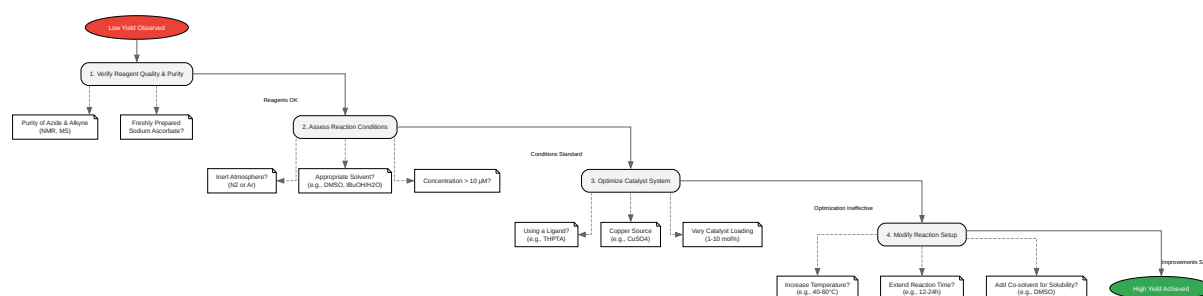 Low Yield Observed
1. Verify Reagent Quality & Purity
Reagents OK
Purity of Azide & Alkyne
(NMR, MS)
Freshly Prepared
Sodium Ascorbate?
2. Assess Reaction Conditions
Conditions Standard
Inert Atmosphere?
(N2 or Ar)
Appropriate Solvent?
(e.g., DMSO, tBuOH/H2O)
Concentration > 10 µM?
3. Optimize Catalyst System
Optimization Ineffective
Using a Ligand?
(e.g., THPTA)
Copper Source
(e.g., CuSO4)
Vary Catalyst Loading
(1-10 mol%)
4. Modify Reaction Setup
Improvements S
Increase Temperature?
(e.g., 40-60°C)
Extend Reaction Time?
(e.g., 12-24h)
Add Co-solvent for Solubility?
(e.g., DMSO)
High Yield Achieved